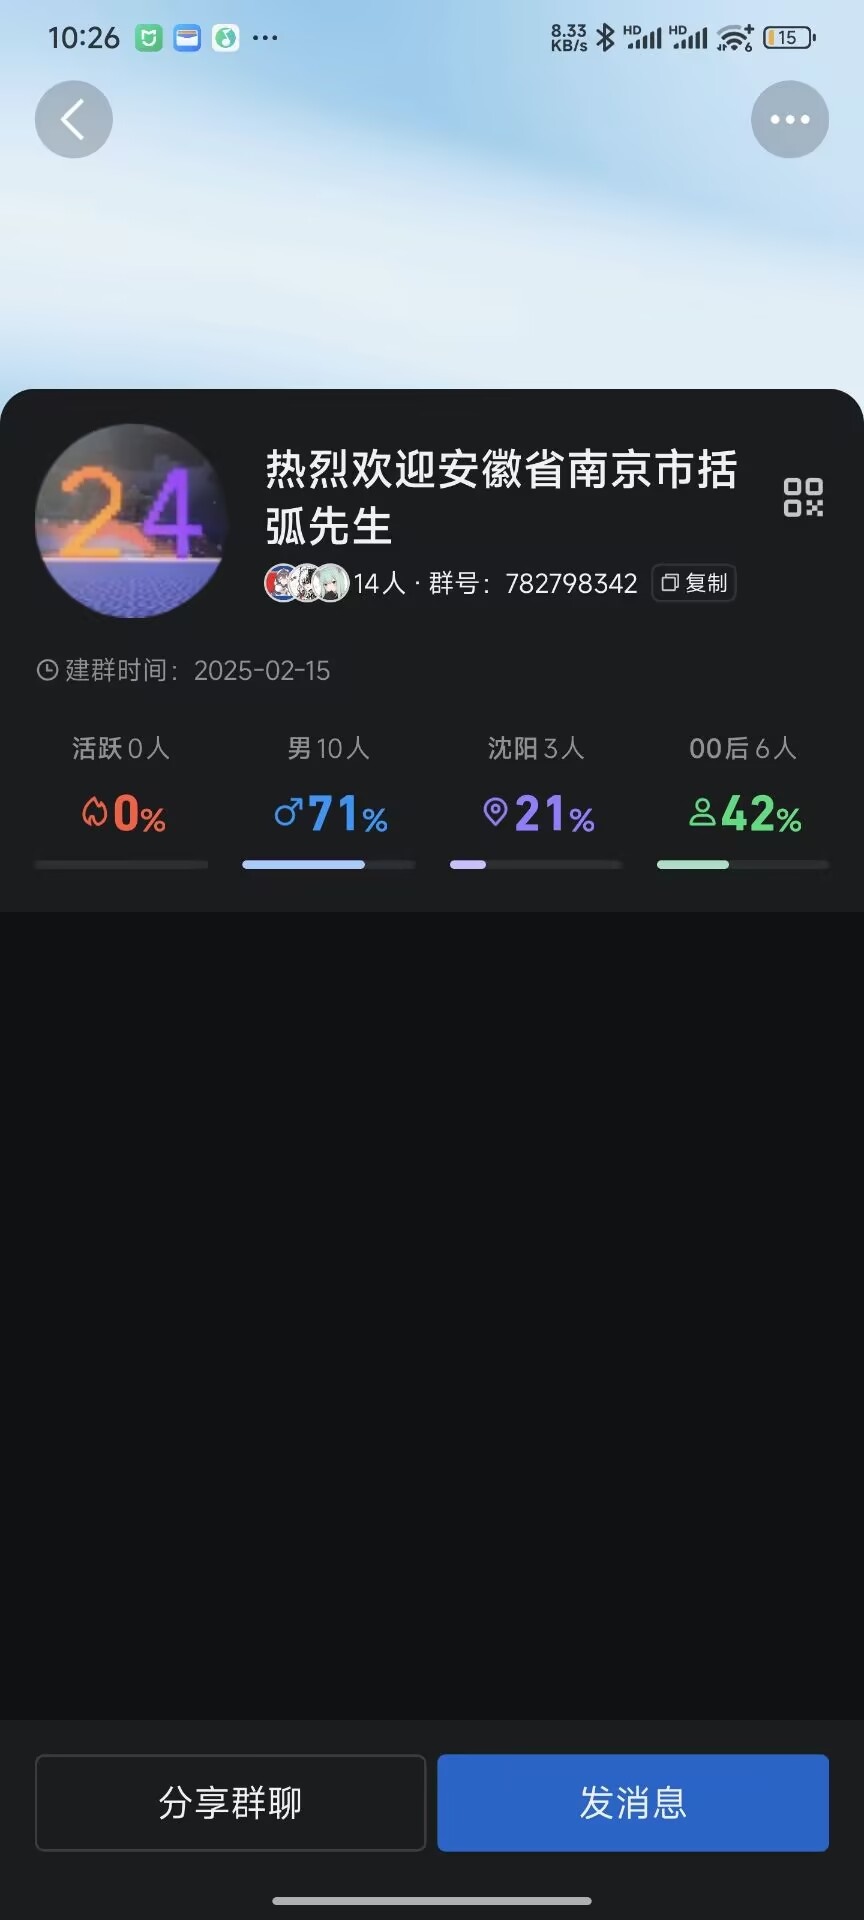 10:26
8.33
KB/s
HD
HD
6
15
24
热烈欢迎安徽省南京市括
弧先生
14人 · 群号：782798342 复制
建群时间：2025-02-15
活跃0人 男10人 沈阳3人 00后6人
0% 71% 21% 42%
分享群聊 发消息